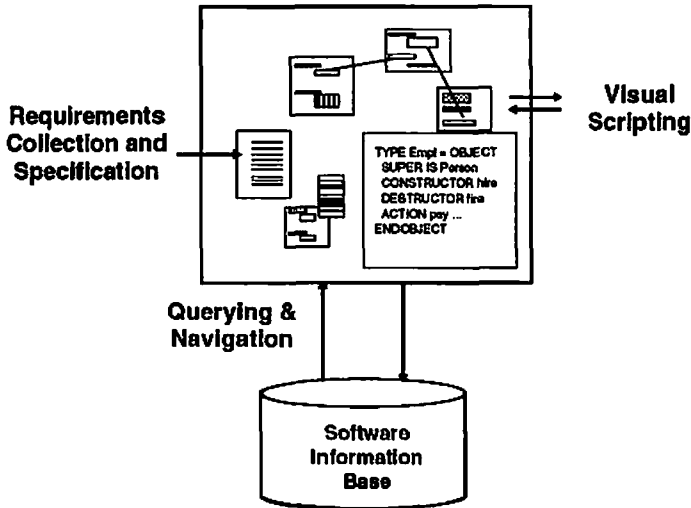 Requirements
Collection and
Specification
TYPE Empl = OBJECT
SUPER IS Person
CONSTRUCTOR hire
DESTRUCTOR fire
ACTION pay ...
ENDOBJECT
Visual
Scripting
Querying &
Navigation
Software
Information
Base